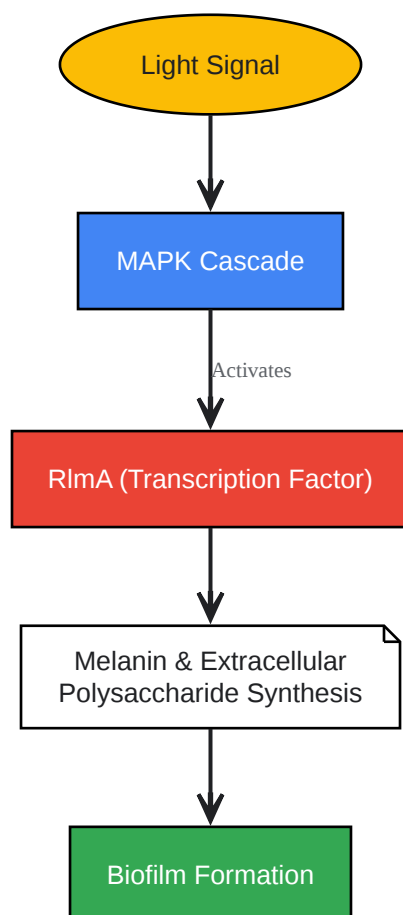 Light Signal
MAPK Cascade
Activates
RlmA (Transcription Factor)
Melanin & Extracellular
Polysaccharide Synthesis
Biofilm Formation